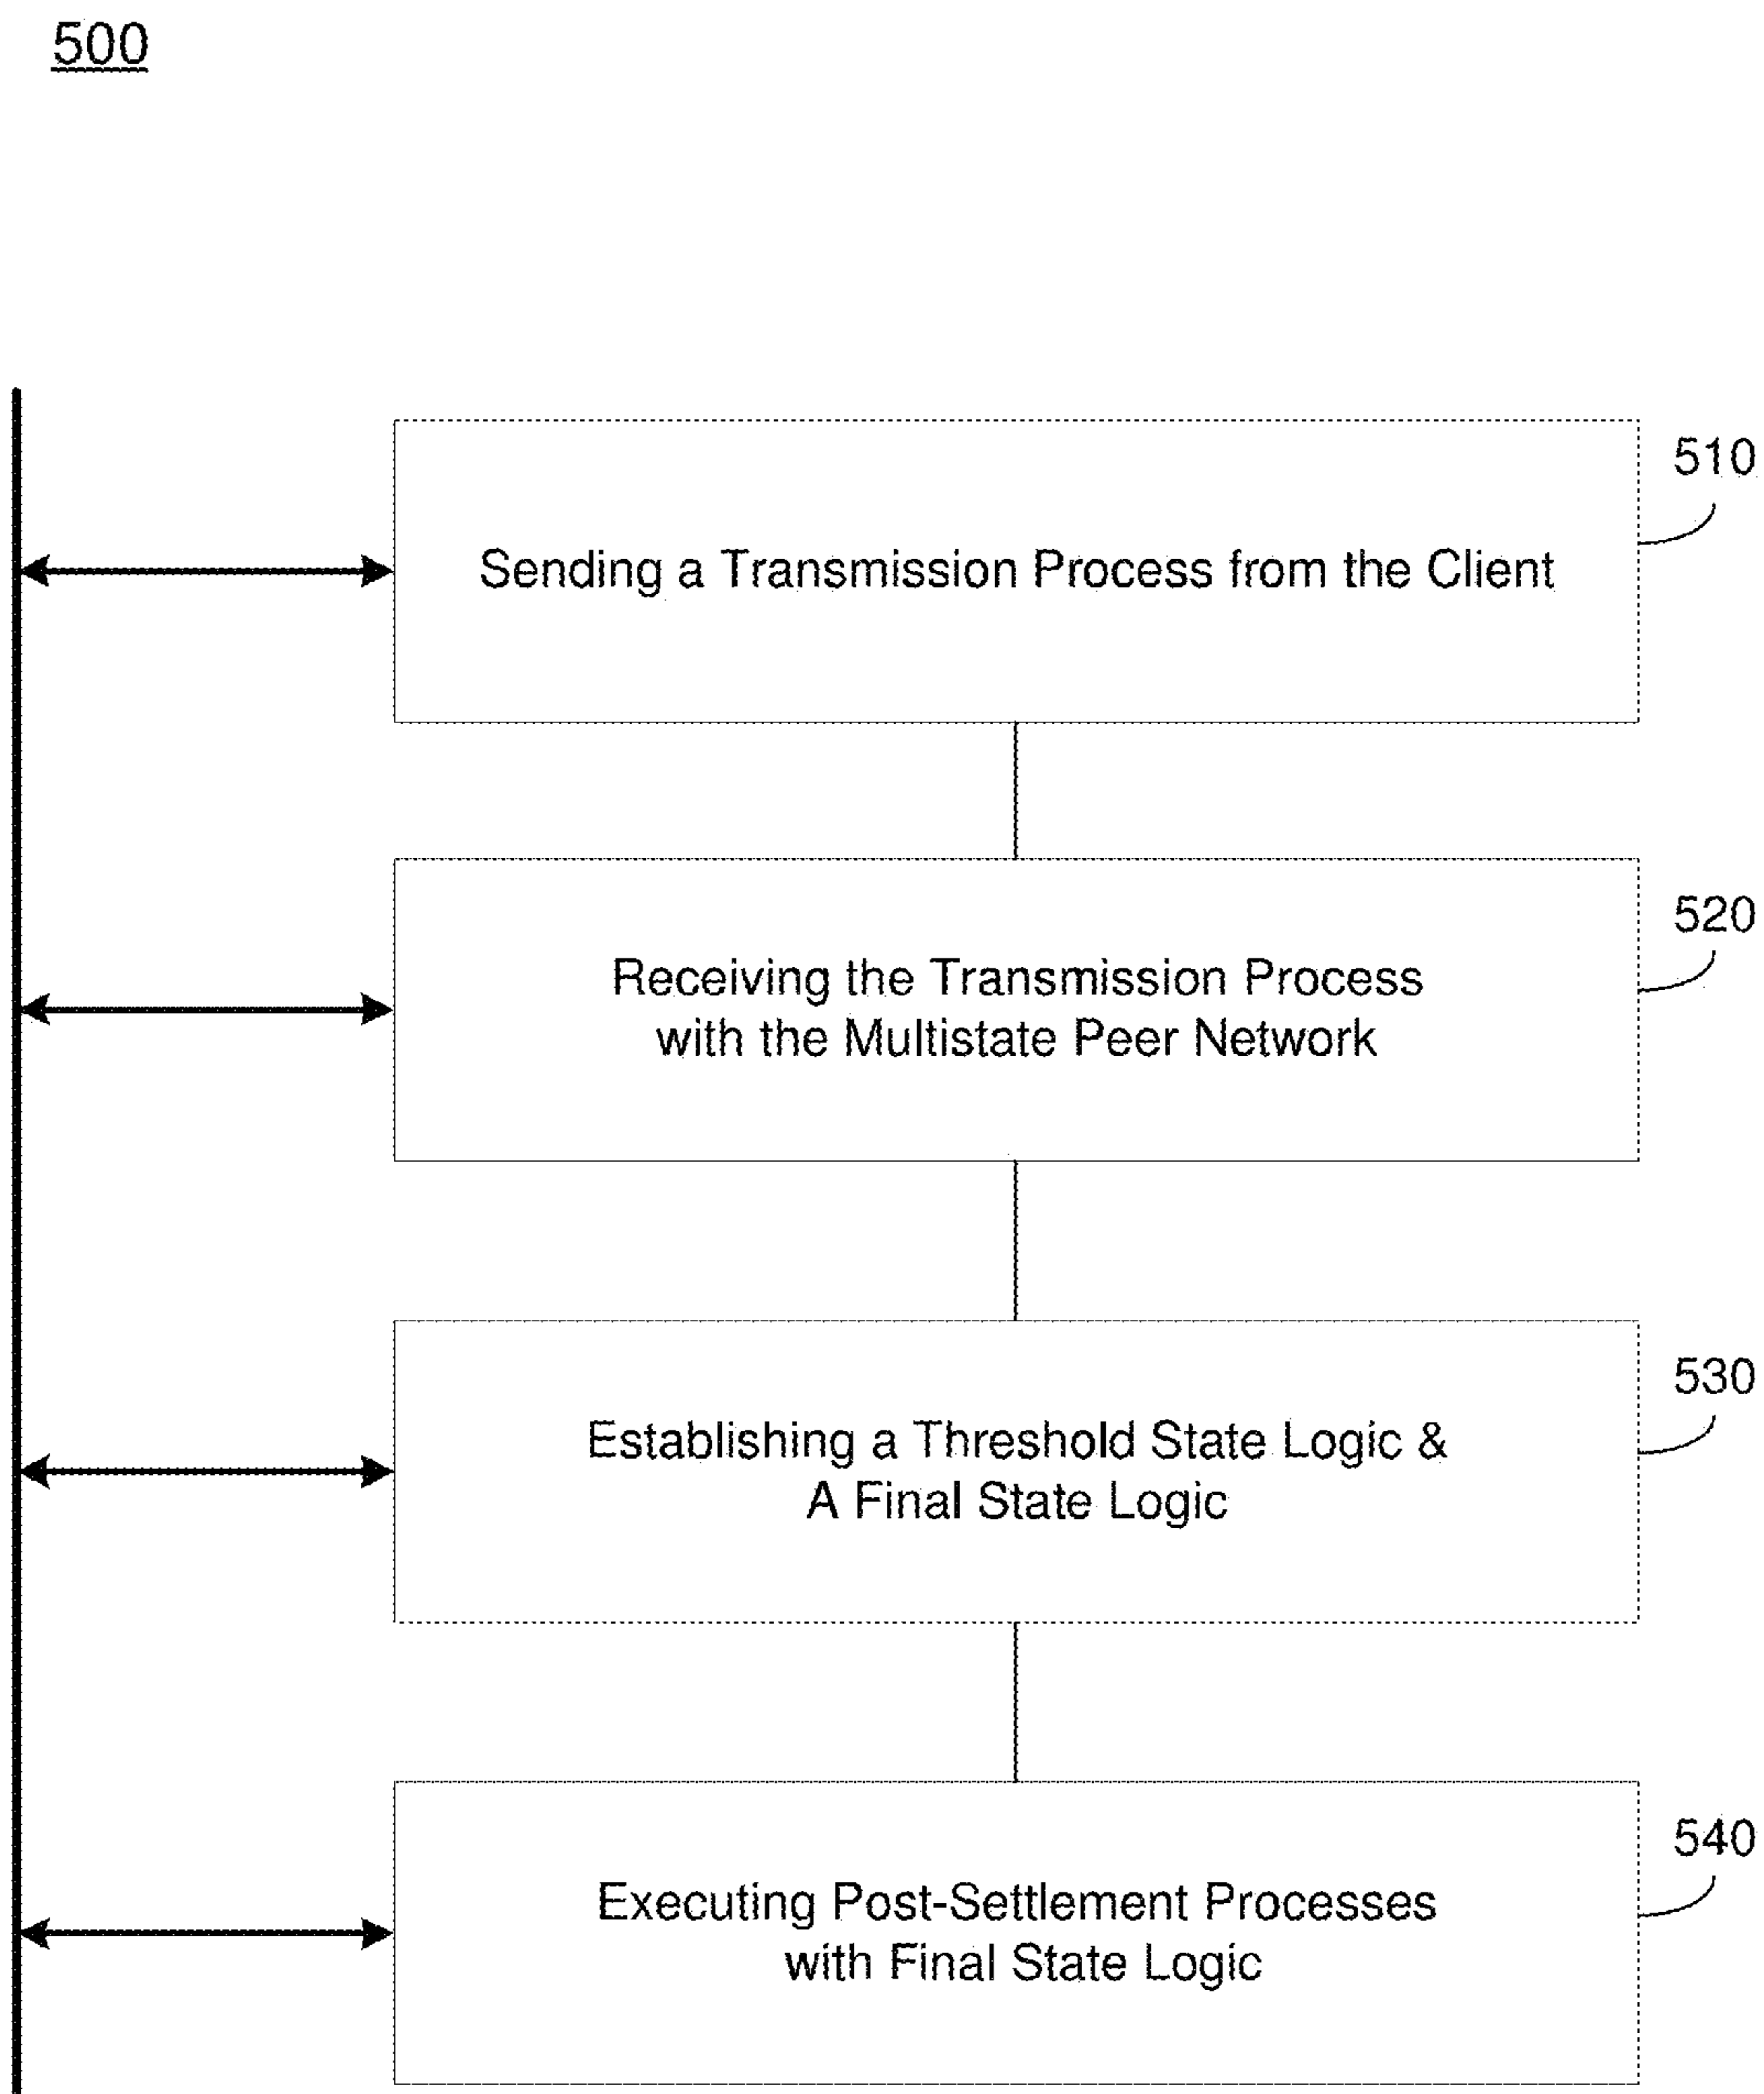 500
510
Sending a Transmission Process from the Client
520
Receiving the Transmission Process
with the Multistate Peer Network
530
Establishing a Threshold State Logic &
A Final State Logic
540
Executing Post-Settlement Processes
with Final State Logic